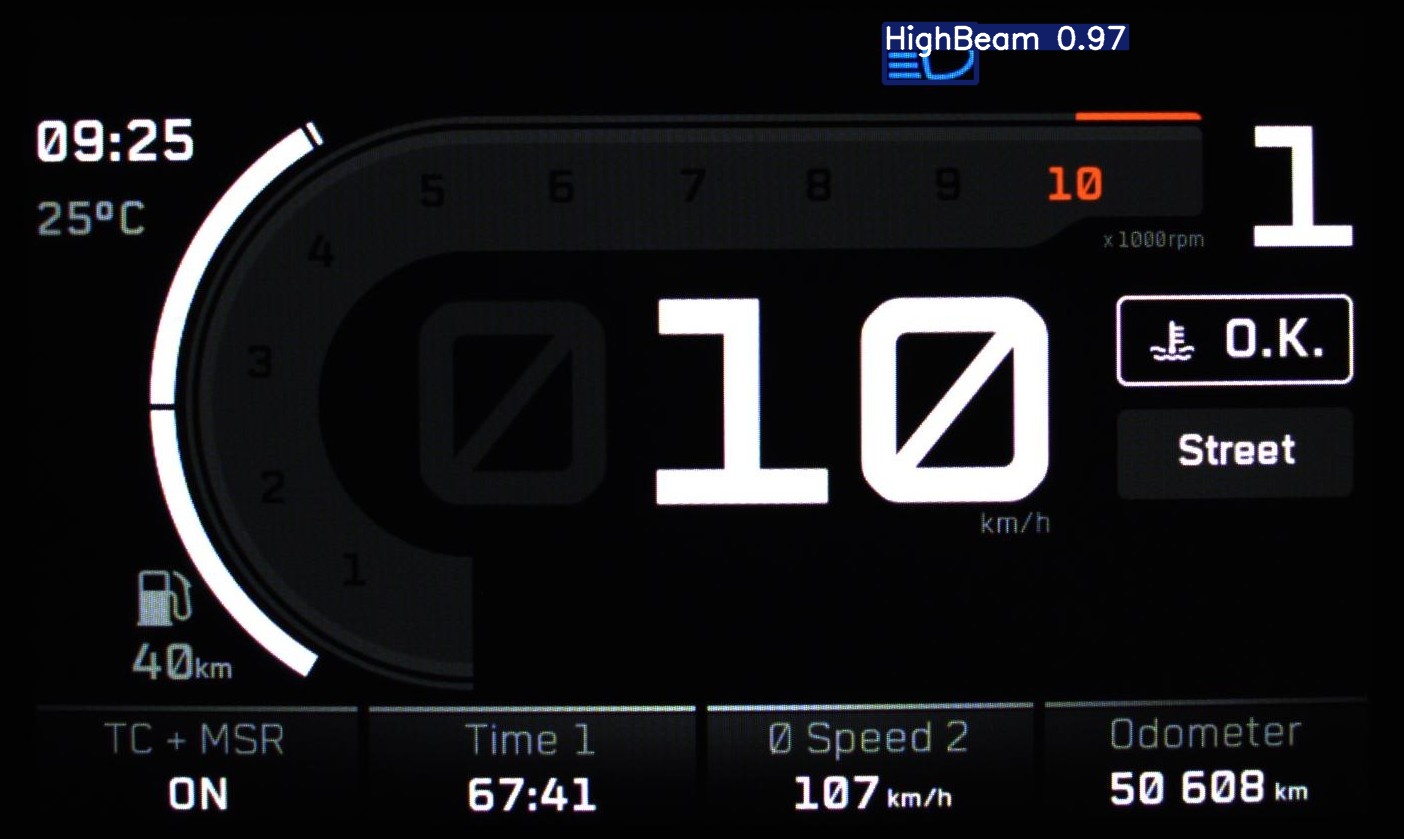 HighBeam 0.97
09:25
25ºC
5 6 7 8 9 10
4
x1000rpm
1
3
2
1
010
km/h
O.K.
Street
40km
TC + MSR
ON
Time 1
67:41
Ø Speed 2
107 km/h
Odometer
50 608 km